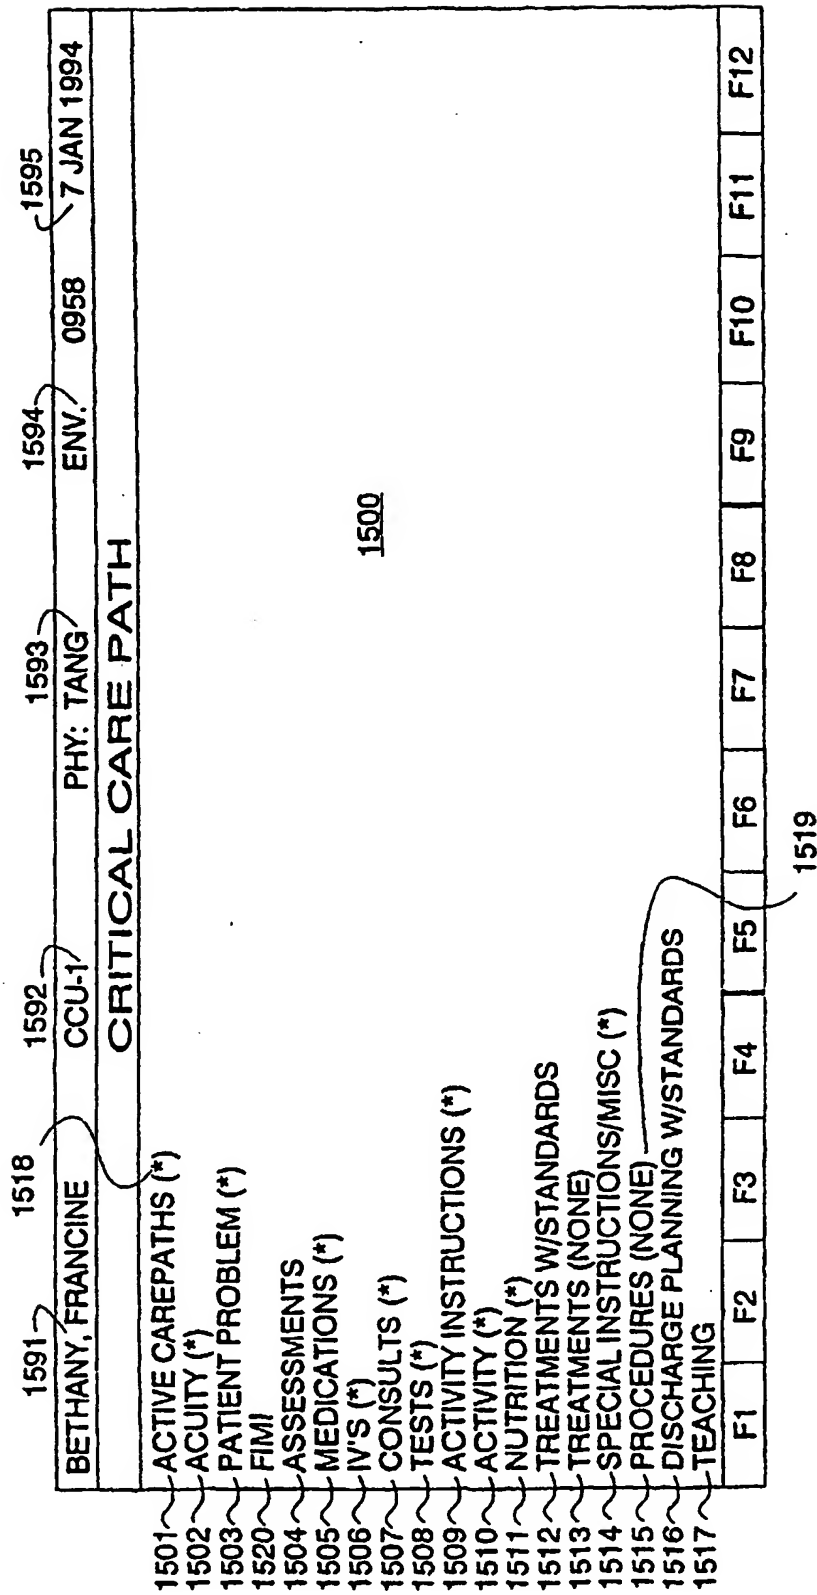 1591 1518 1592 1593 1594 1595
BETHANY, FRANCINE CCU-1 PHY: TANG ENV. 0958 7 JAN 1994
CRITICAL CARE PATH
1501 ACTIVE CAREPATHS (*)
1502 ACUITY (*)
1503 PATIENT PROBLEM (*)
1520 FIMI
1504 ASSESSMENTS
1505 MEDICATIONS (*)
1506 IV'S (*)
1507 CONSULTS (*)
1508 TESTS (*)
1509 ACTIVITY INSTRUCTIONS (*)
1510 ACTIVITY (*)
1511 NUTRITION (*)
1512 TREATMENTS W/STANDARDS
1513 TREATMENTS (NONE)
1514 SPECIAL INSTRUCTIONS/MISC (*)
1515 PROCEDURES (NONE)
1516 DISCHARGE PLANNING W/STANDARDS
1517 TEACHING
1500
F1 F2 F3 F4 F5 F6 F7 F8 F9 F10 F11 F12
1519